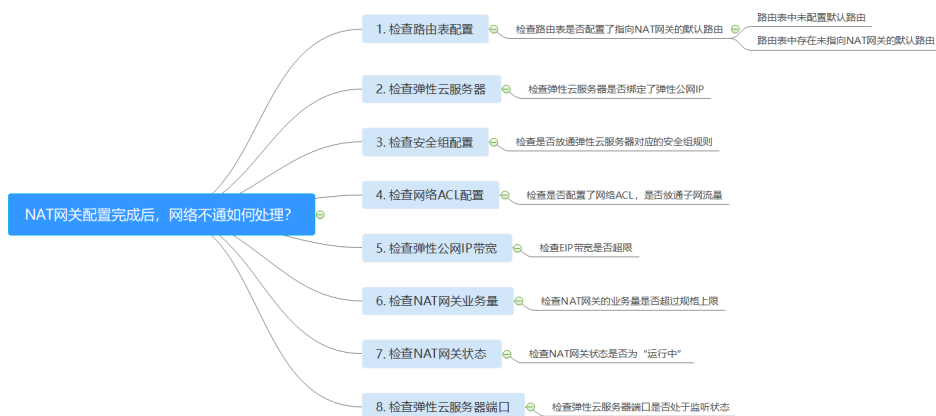 NAT网关配置完成后，网络不通如何处理？
1. 检查路由表配置
检查路由表是否配置了指向NAT网关的默认路由
路由表中未配置默认路由
路由表中存在未指向NAT网关的默认路由
2. 检查弹性云服务器
检查弹性云服务器是否绑定了弹性公网IP
3. 检查安全组配置
检查是否放通弹性云服务器对应的安全组规则
4. 检查网络ACL配置
检查是否配置了网络ACL，是否放通子网流量
5. 检查弹性公网IP带宽
检查EIP带宽是否超限
6. 检查NAT网关业务量
检查NAT网关的业务量是否超过规格上限
7. 检查NAT网关状态
检查NAT网关状态是否为“运行中”
8. 检查弹性云服务器端口
检查弹性云服务器端口是否处于监听状态